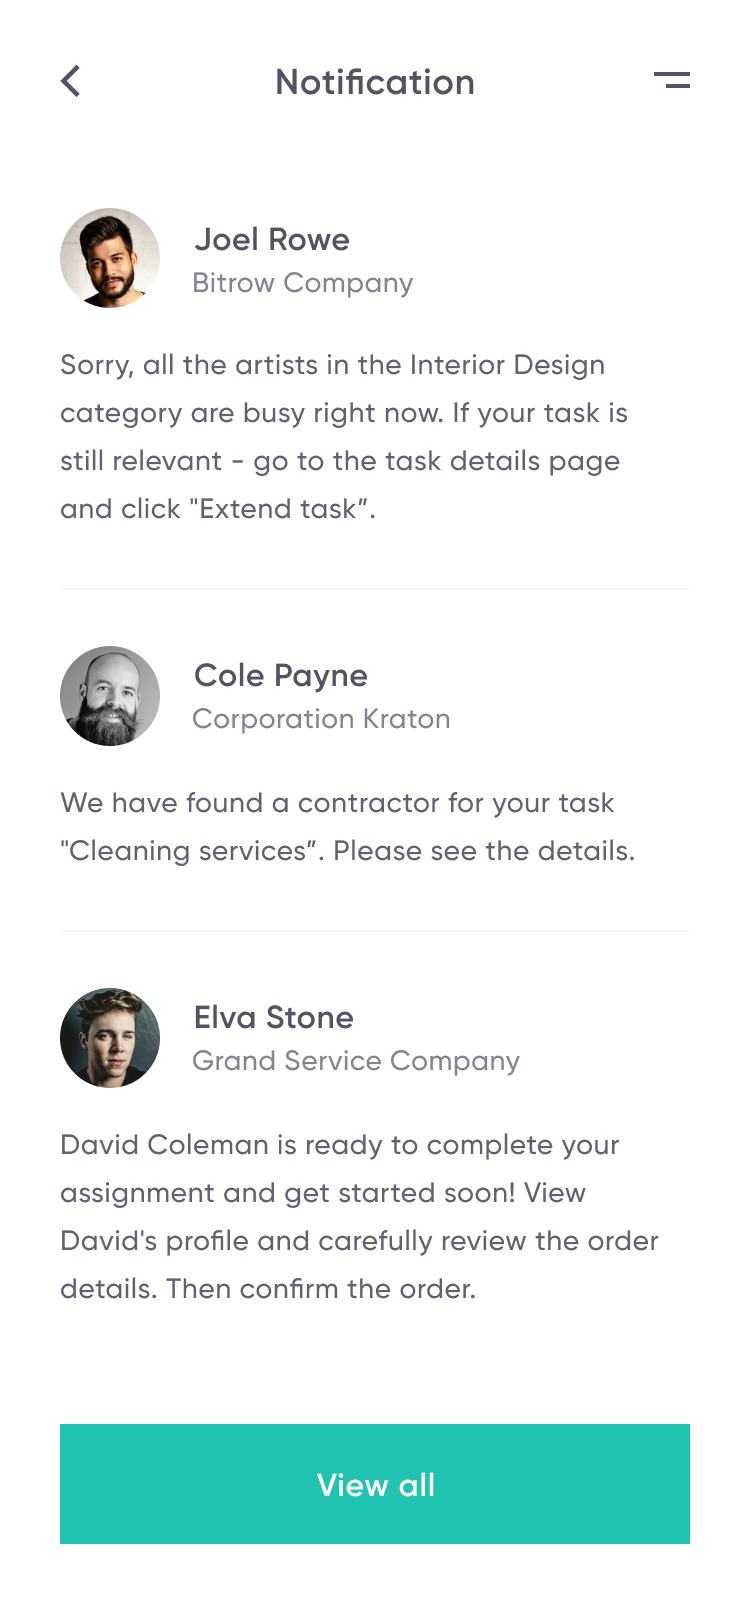 Notification
Joel Rowe
Bitrow Company
Sorry, all the artists in the Interior Design
category are busy right now. If your task is
still relevant - go to the task details page
and click "Extend task”.
Cole Payne
Corporation Kraton
We have found a contractor for your task
"Cleaning services”. Please see the details.
Elva Stone
Grand Service Company
David Coleman is ready to complete your
assignment and get started soon! View
David's profile and carefully review the order
details. Then confirm the order.
View all